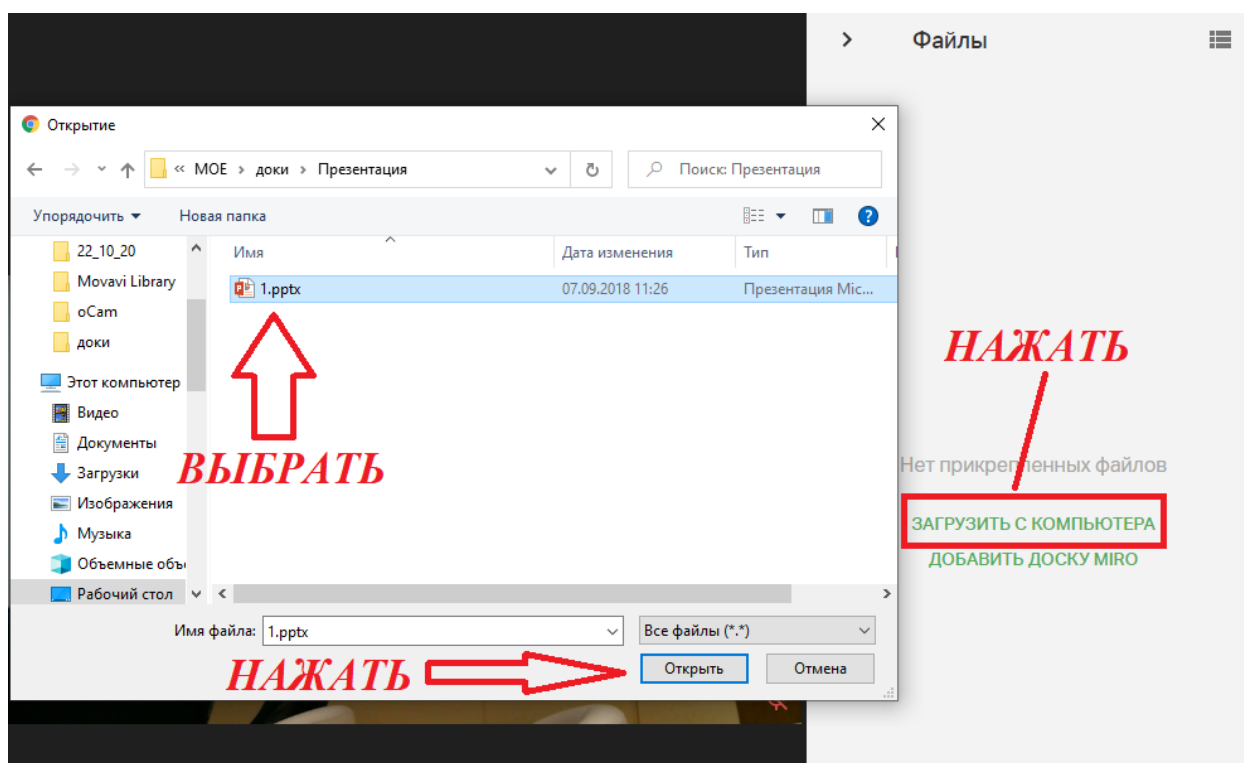 Файлы
Открытие
« МОЕ › доки › Презентация
Поиск: Презентация
Упорядочить
Новая папка
22_10_20
Movavi Library
oCam
доки
Этот компьютер
Видео
Документы
Загрузки
Изображения
Музыка
Объемные объ
Рабочий стол
Имя
Дата изменения
Тип
1.pptx
07.09.2018 11:26
Презентация Mic...
ВЫБРАТЬ
НАЖАТЬ
Нет прикрепленных файлов
ЗАГРУЗИТЬ С КОМПЬЮТЕРА
ДОБАВИТЬ ДОСКУ MIRO
Имя файла:
1.pptx
Все файлы (*.*)
НАЖАТЬ
Открыть
Отмена